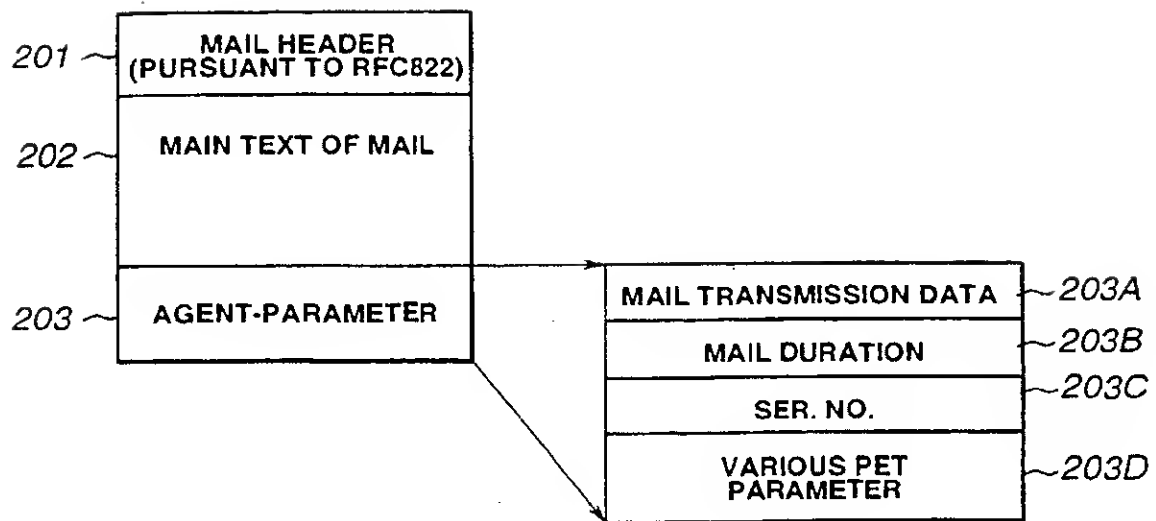 201
MAIL HEADER
(PURSUANT TO RFC822)
202
MAIN TEXT OF MAIL
203
AGENT-PARAMETER
MAIL TRANSMISSION DATA
203A
MAIL DURATION
203B
SER. NO.
203C
VARIOUS PET
PARAMETER
203D